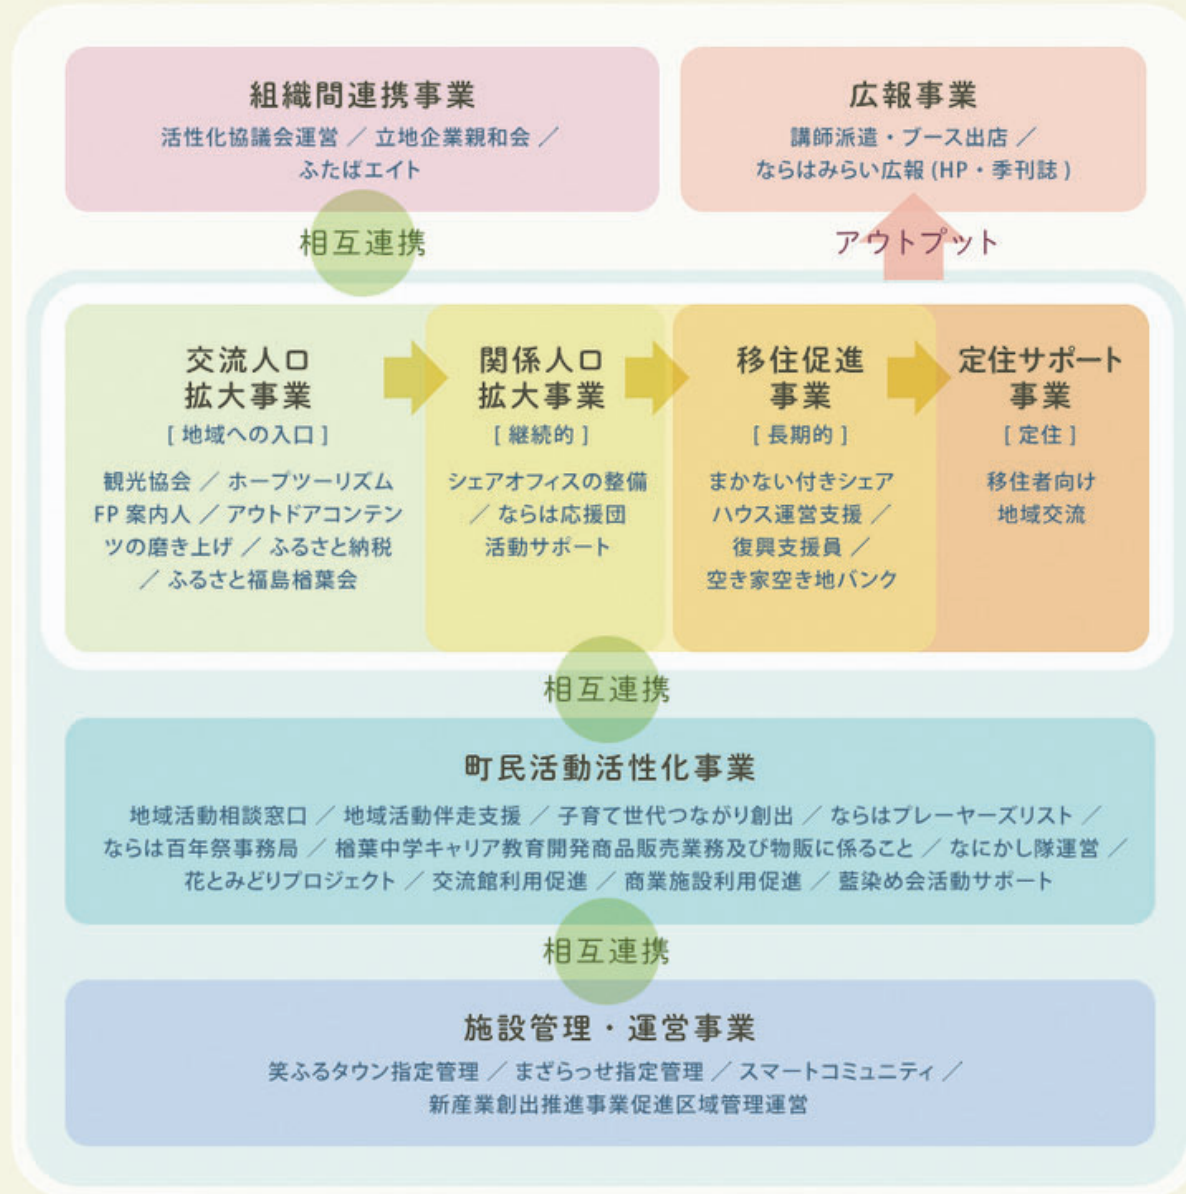 組織間連携事業
活性化協議会運営 ／ 立地企業親和会 ／
ふたばエイト
広報事業
講師派遣・ブース出店 ／
ならはみらい広報 (HP・季刊誌 )
相互連携
アウトプット
交流人口
拡大事業
[ 地域への入口 ]
観光協会 ／ ホープツーリズム
FP 案内人 ／ アウトドアコンテン
ツの磨き上げ ／ ふるさと納税
／ ふるさと福島楢葉会
関係人口
拡大事業
[ 継続的 ]
シェアオフィスの整備
／ ならは応援団
活動サポート
移住促進
事業
[ 長期的 ]
まかない付きシェア
ハウス運営支援 ／
復興支援員 ／
空き家空き地バンク
定住サポート
事業
[ 定住 ]
移住者向け
地域交流
相互連携
町民活動活性化事業
地域活動相談窓口 ／ 地域活動伴走支援 ／ 子育て世代つながり創出 ／ ならはプレーヤーズリスト ／
ならは百年祭事務局 ／ 楢葉中学キャリア教育開発商品販売業務及び物販に係ること ／ なにかし隊運営 ／
花とみどりプロジェクト ／ 交流館利用促進 ／ 商業施設利用促進 ／ 藍染め会活動サポート
相互連携
施設管理・運営事業
笑ふるタウン指定管理 ／ まざらっせ指定管理 ／ スマートコミュニティ ／
新産業創出推進事業促進区域管理運営